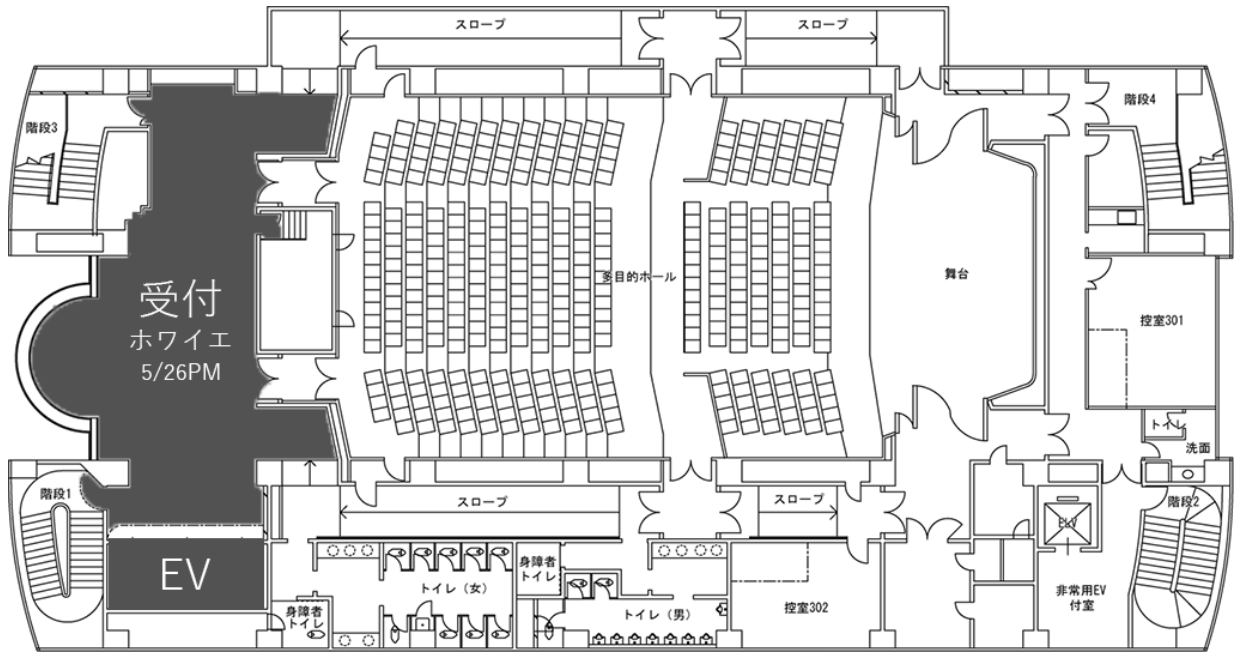 スロープ
スロープ
階段3
階段4
受付
ホワイエ
5/26PM
多目的ホール
舞台
控室301
トイレ
洗面
階段1
スロープ
スロープ
階段2
ELV
EV
身障者
トイレ
トイレ（女）
身障者
トイレ
トイレ（男）
控室302
非常用EV
付室